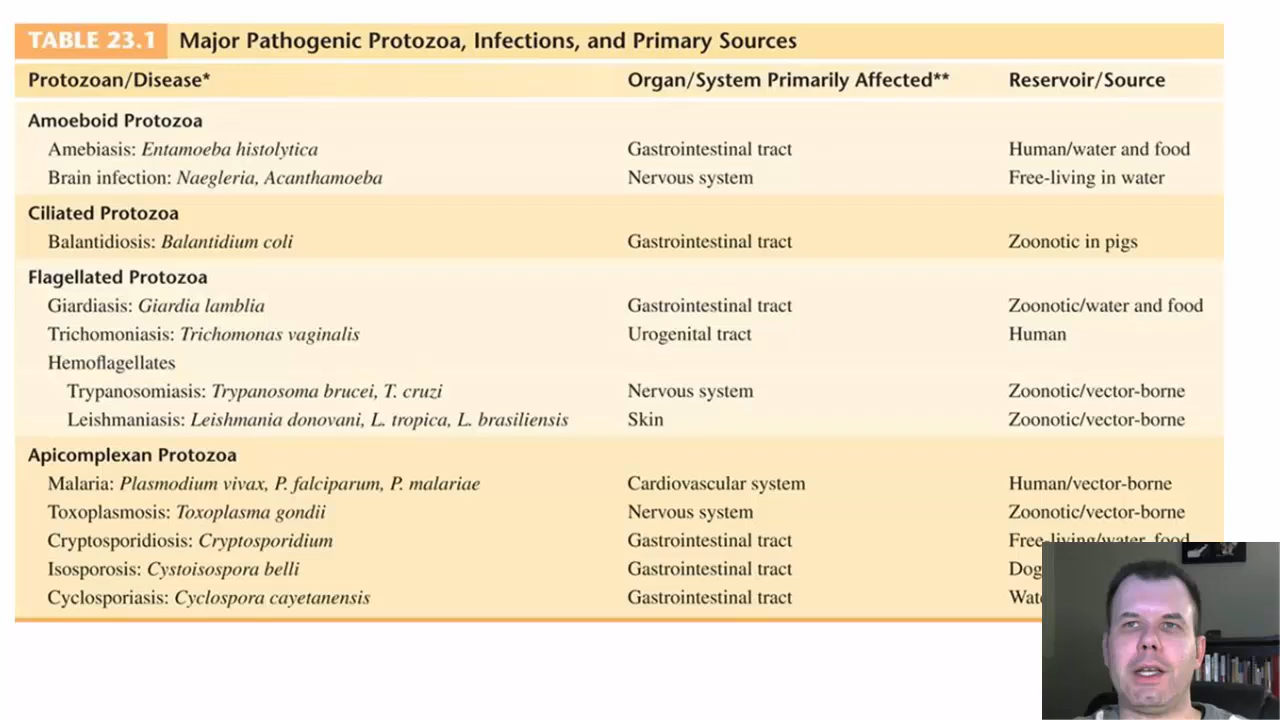 TABLE 23.1 Major Pathogenic Protozoa, Infections, and Primary Sources
Protozoan/Disease* Organ/System Primarily Affected** Reservoir/Source
Amoeboid Protozoa
Amebiasis: Entamoeba histolytica Gastrointestinal tract Human/water and food
Brain infection: Naegleria, Acanthamoeba Nervous system Free-living in water
Ciliated Protozoa
Balantidiosis: Balantidium coli Gastrointestinal tract Zoonotic in pigs
Flagellated Protozoa
Giardiasis: Giardia lamblia Gastrointestinal tract Zoonotic/water and food
Trichomoniasis: Trichomonas vaginalis Urogenital tract Human
Hemoflagellates
Trypanosomiasis: Trypanosoma brucei, T. cruzi Nervous system Zoonotic/vector-borne
Leishmaniasis: Leishmania donovani, L. tropica, L. brasiliensis Skin Zoonotic/vector-borne
Apicomplexan Protozoa
Malaria: Plasmodium vivax, P. falciparum, P. malariae Cardiovascular system Human/vector-borne
Toxoplasmosis: Toxoplasma gondii Nervous system Zoonotic/vector-borne
Cryptosporidiosis: Cryptosporidium Gastrointestinal tract Free-living/water, food
Isosporosis: Cystoisospora belli Gastrointestinal tract
Cyclosporiasis: Cyclospora cayetanensis Gastrointestinal tract